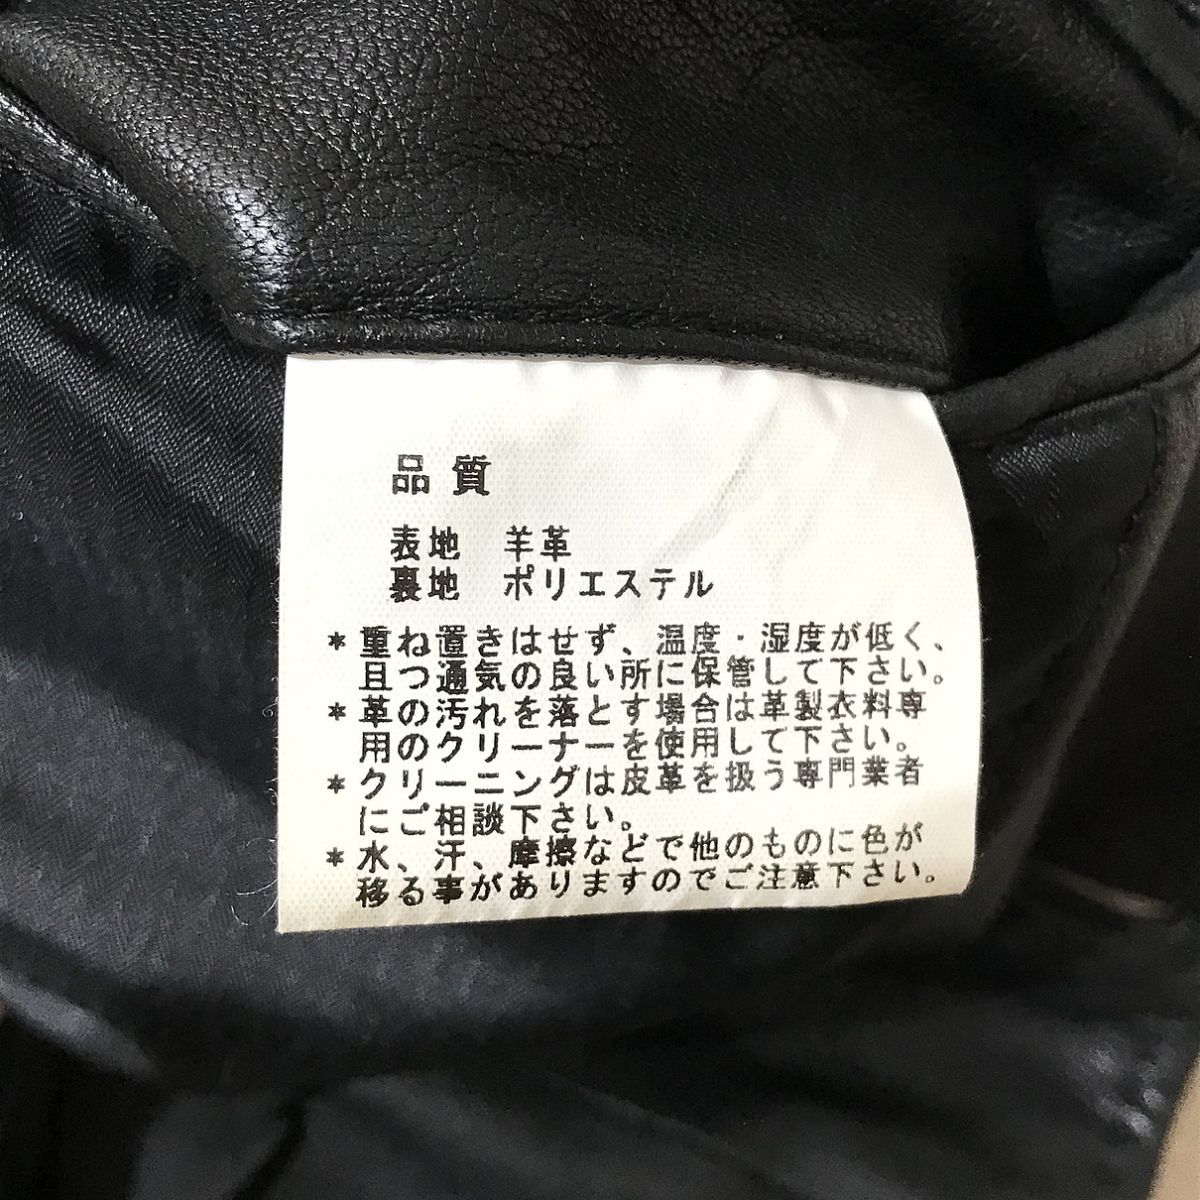 品質
表地 羊革
裏地 ポリエステル
*重ね置きはせず、温度・湿度が低く、
且つ通気の良い所に保管して下さい。
*革の汚れを落とす場合は革製衣料専
用のクリーナーを使用して下さい。
*クリーニングは皮革を扱う専門業者
にご相談下さい。
*水、汗、摩擦などで他のものに色が
移る事がありますのでご注意下さい。